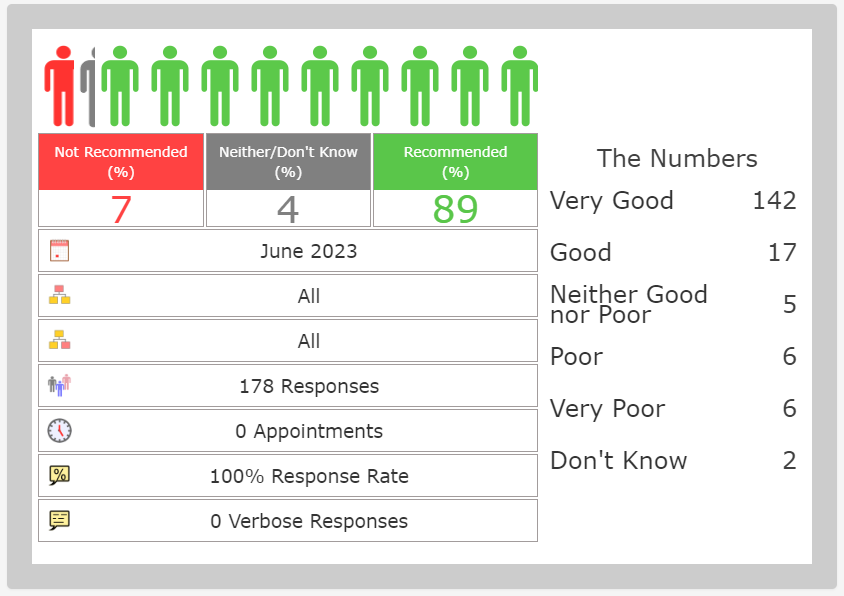 Not Recommended
(%)
Neither/Don't Know
(%)
Recommended
(%)
7
4
89
June 2023
All
All
178 Responses
0 Appointments
%
100% Response Rate
0 Verbose Responses
The Numbers
Very Good 142
Good 17
Neither Good
nor Poor 5
Poor 6
Very Poor 6
Don't Know 2